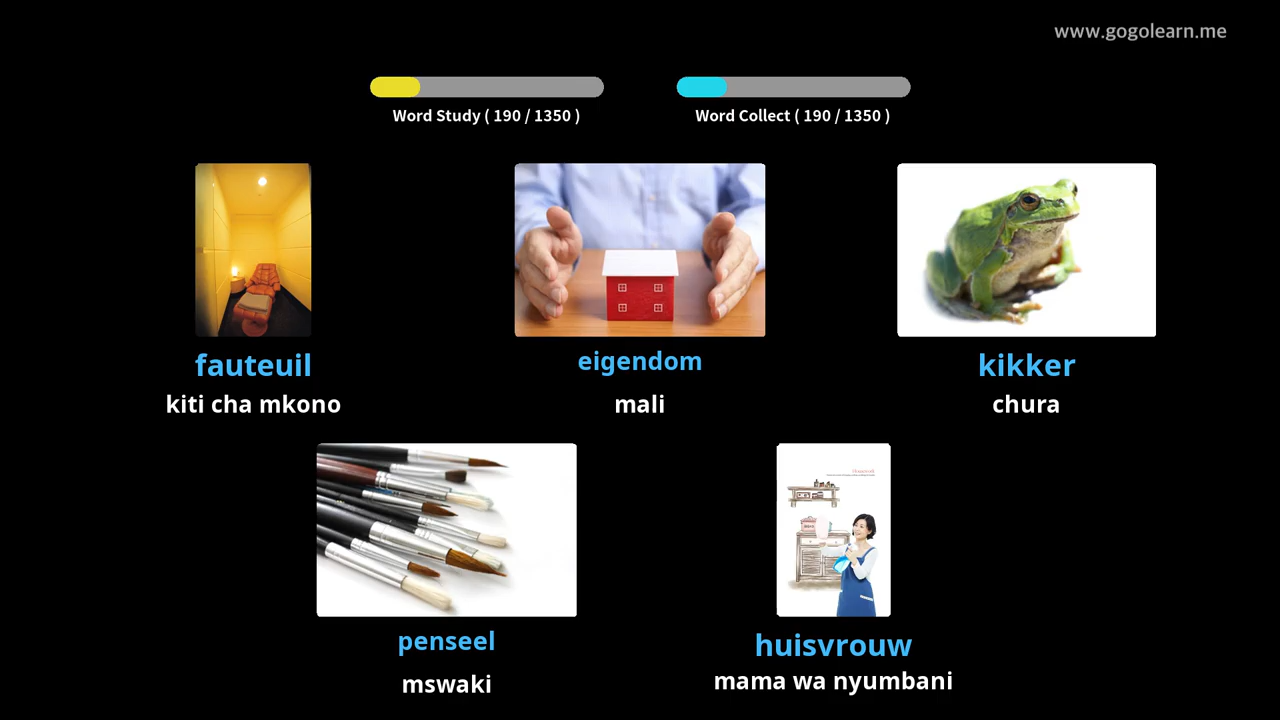 www.gogolearn.me
Word Study ( 190 / 1350 )
Word Collect ( 190 / 1350 )
fauteuil
kiti cha mkono
eigendom
mali
kikker
chura
penseel
mswaki
huisvrouw
mama wa nyumbani